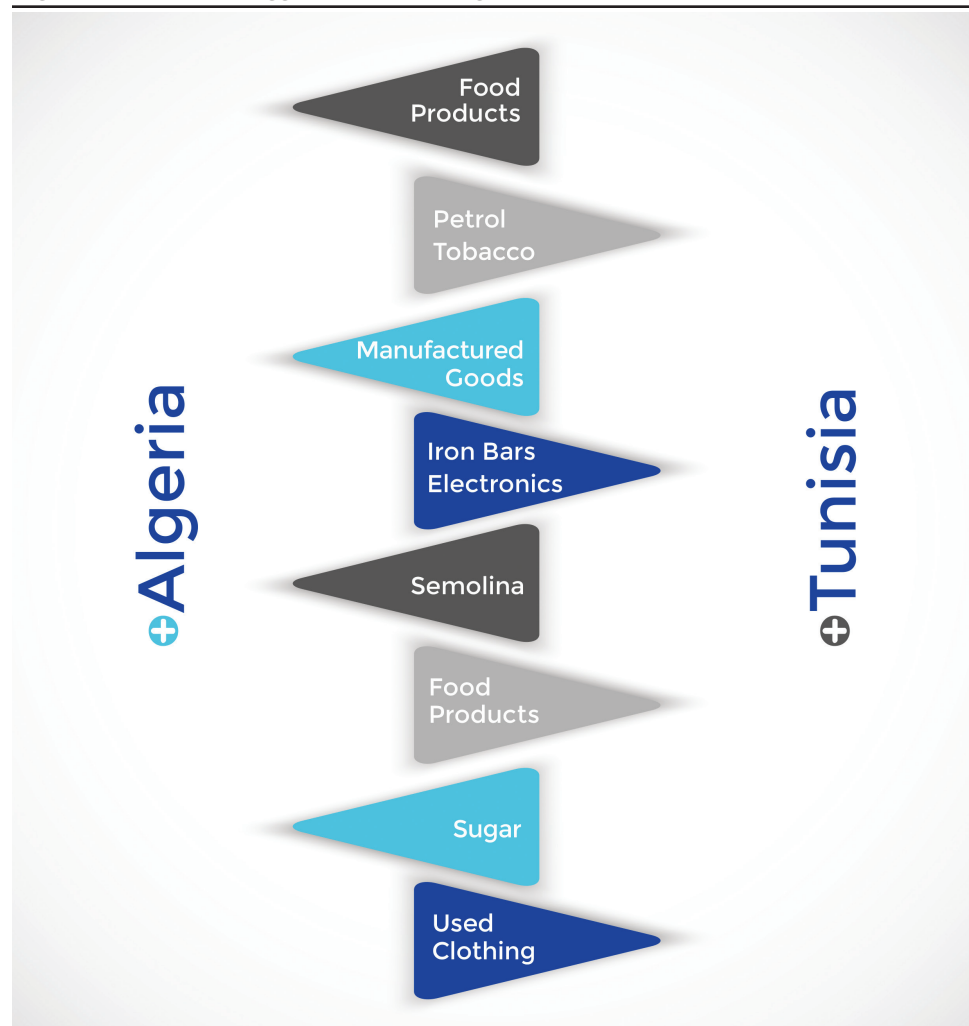 Food
Products
Petrol
Tobacco
Manufactured
Goods
Iron Bars
Electronics
Semolina
Food
Products
Sugar
Used
Clothing
Algeria
Tunisia